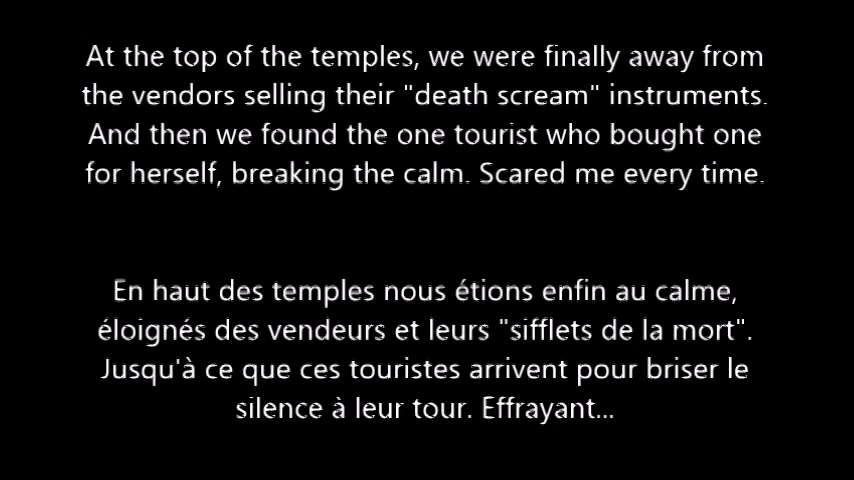 At the top of the temples, we were finally away from
the vendors selling their "death scream" instruments.
And then we found the one tourist who bought one
for herself, breaking the calm. Scared me every time.
En haut des temples nous étions enfin au calme,
éloignés des vendeurs et leurs "sifflets de la mort".
Jusqu'à ce que ces touristes arrivent pour briser le
silence à leur tour. Effrayant...